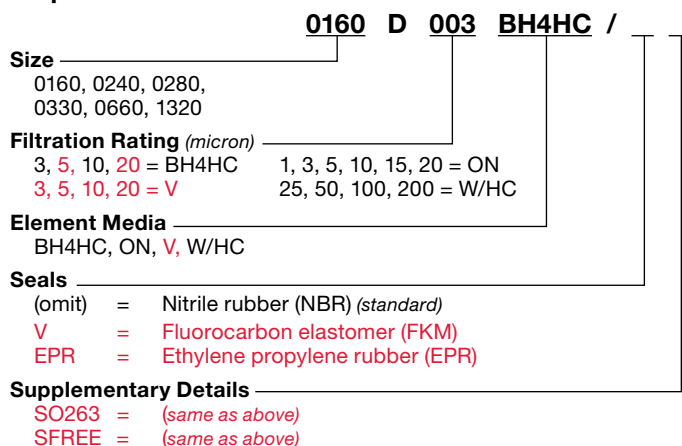 0160 D 003 BH4HC /
Size
0160, 0240, 0280,
0330, 0660, 1320
Filtration Rating (micron)
3, 5, 10, 20 = BH4HC 1, 3, 5, 10, 15, 20 = ON
3, 5, 10, 20 = V 25, 50, 100, 200 = W/HC
Element Media
BH4HC, ON, V, W/HC
Seals
(omit) = Nitrile rubber (NBR) (standard)
V = Fluorocarbon elastomer (FKM)
EPR = Ethylene propylene rubber (EPR)
Supplementary Details
SO263 = (same as above)
SFREE = (same as above)